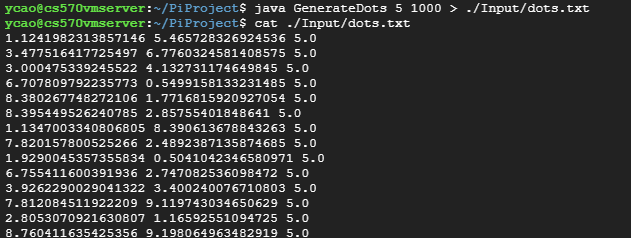 ycao@cs570vmserver:~/PiProject$ java GenerateDots 5 1000 > ./Input/dots.txt
ycao@cs570vmserver:~/PiProject$ cat ./Input/dots.txt
1.1241982313857146 5.465728326924536 5.0
3.477516417725497 6.7760324581408575 5.0
3.000475339245522 4.132731174649845 5.0
6.707809792235773 0.5499158133231485 5.0
8.380267748272106 1.7716815920927054 5.0
8.395449526240785 2.85755401848641 5.0
1.1347003340806805 8.390613678843263 5.0
7.820157800525266 2.4892387135874685 5.0
1.9290045357355834 0.5041042346580971 5.0
6.755411600391936 2.747082536098472 5.0
3.9262290029041322 3.400240076710803 5.0
7.812084511922209 9.119743034650629 5.0
2.8053070921630807 1.16592551094725 5.0
8.760411635425356 9.198064963482919 5.0